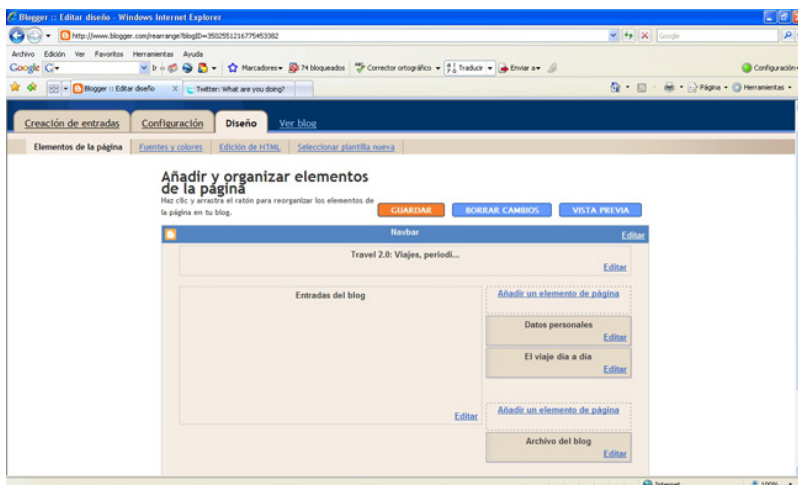 Blogger :: Editar diseño - Windows Internet Explorer
http://www.blogger.com/rearrange?blogID=3502551216775453382
Google
Archivo Edición Ver Favoritos Herramientas Ayuda
Google Ir Marcadores 74 bloqueados Corrector ortográfico Traducir Enviar a Configuración
Blogger :: Editar diseño X Twitter: What are you doing? Página Herramientas
Creación de entradas Configuración Diseño Ver blog
Elementos de la página Fuentes y colores Edición de HTML Seleccionar plantilla nueva
Añadir y organizar elementos
de la página
Haz clic y arrastra el ratón para reorganizar los elementos de
la página en tu blog.
GUARDAR BORRAR CAMBIOS VISTA PREVIA
Navbar
Editar
Travel 2.0: Viajes, periodi...
Editar
Entradas del blog
Editar
Añadir un elemento de página
Datos personales
Editar
El viaje dia a dia
Editar
Añadir un elemento de página
Archivo del blog
Editar
Internet 100%